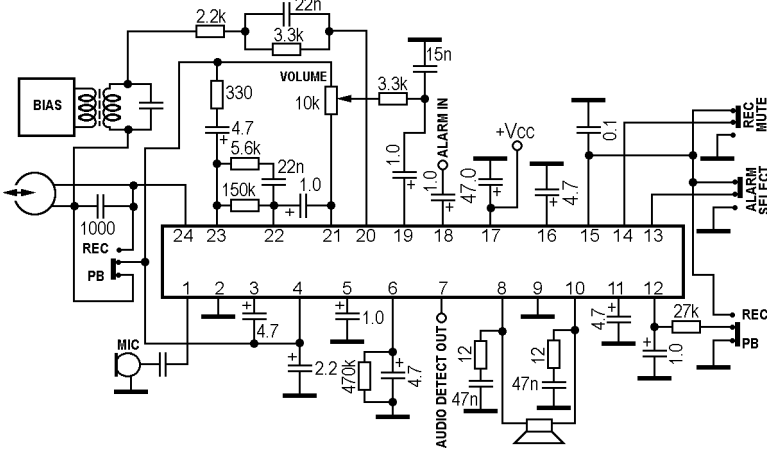 22n
2.2k
3.3k
15n
VOLUME
3.3k
BIAS
330
10k
ALARM IN
+VCC
0.1
REC
MUTE
4.7
5.6k
22n
1.0
1.0
1.0
47.0
4.7
ALARM
SELECT
150k
1000
24 23 22 21 20 19 18 17 16 15 14 13
REC
PB
1 2 3 4 5 6 7 8 9 10 11 12
4.7
1.0
4.7
27k
REC
PB
MIC
2.2
470k
4.7
AUDIO DETECT OUT
12
47n
12
47n
1.0